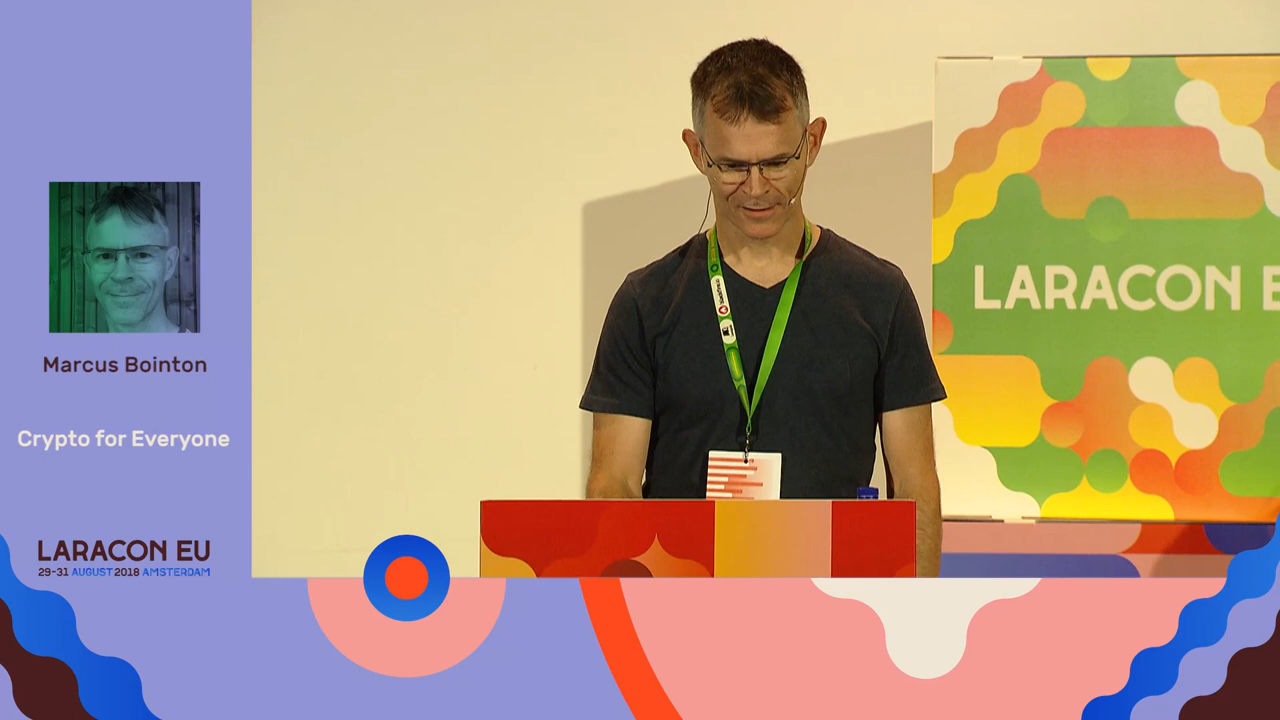 Marcus Bointon
Crypto for Everyone
LARACON EU
29-31 AUGUST 2018 AMSTERDAM
LARACON E